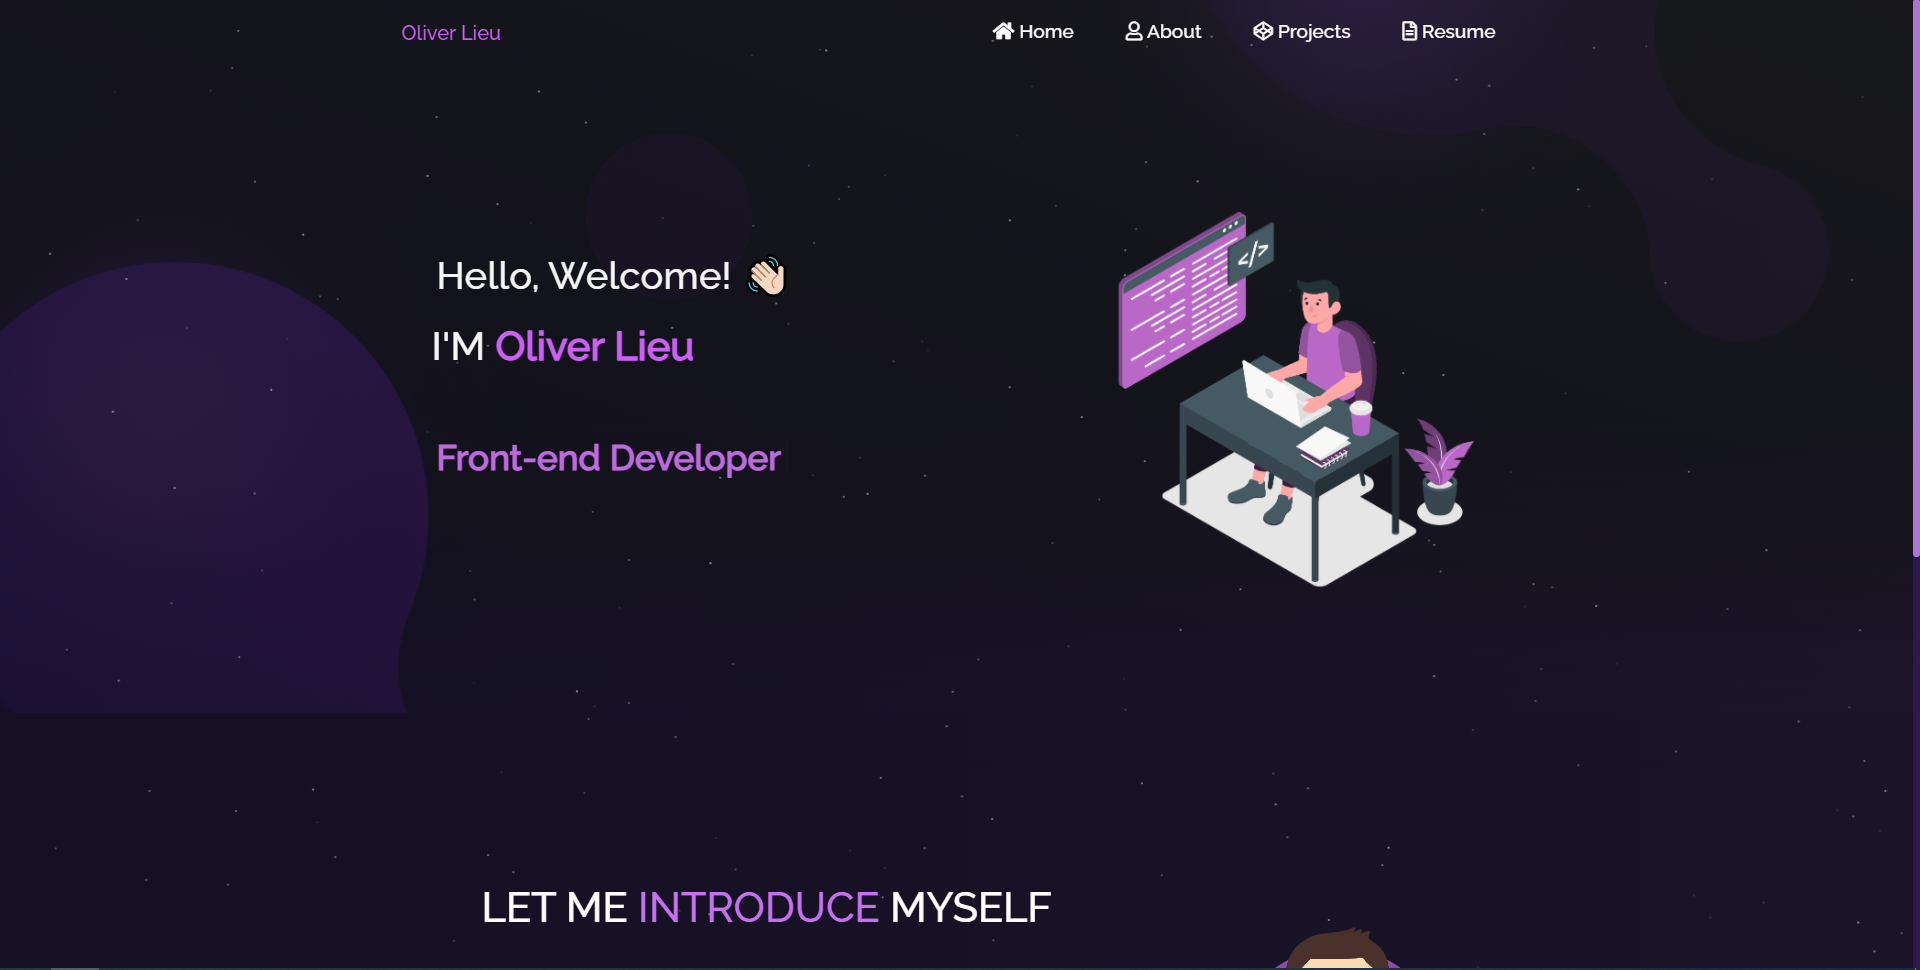 Oliver Lieu
Home
About
Projects
Resume
Hello, Welcome! 👋🏻
I'M Oliver Lieu
</>
Front-end Developer
LET ME INTRODUCE MYSELF